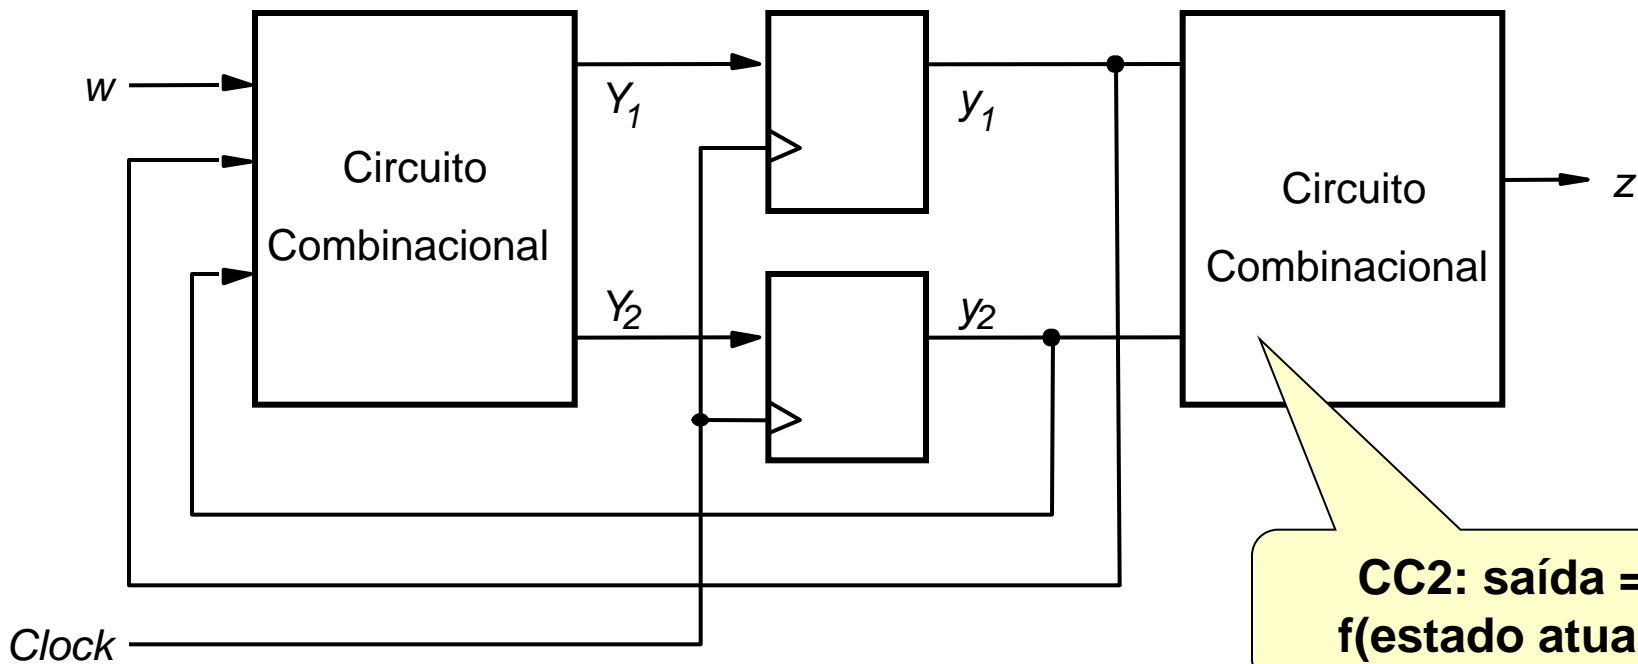 w
Circuito
Combinacional
Y1
Y2
y1
y2
Circuito
Combinacional
z
Clock
CC2: saída =
f(estado atua